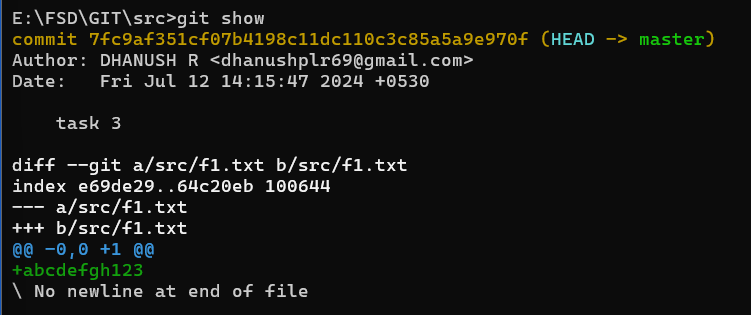 E:\FSD\GIT\src>git show
commit 7fc9af351cf07b4198c11dc110c3c85a5a9e970f (HEAD -> master)
Author: DHANUSH R <dhanushplr69@gmail.com>
Date:   Fri Jul 12 14:15:47 2024 +0530
    task 3
diff --git a/src/f1.txt b/src/f1.txt
index e69de29..64c20eb 100644
--- a/src/f1.txt
+++ b/src/f1.txt
@@ -0,0 +1 @@
+abcdefgh123
\ No newline at end of file